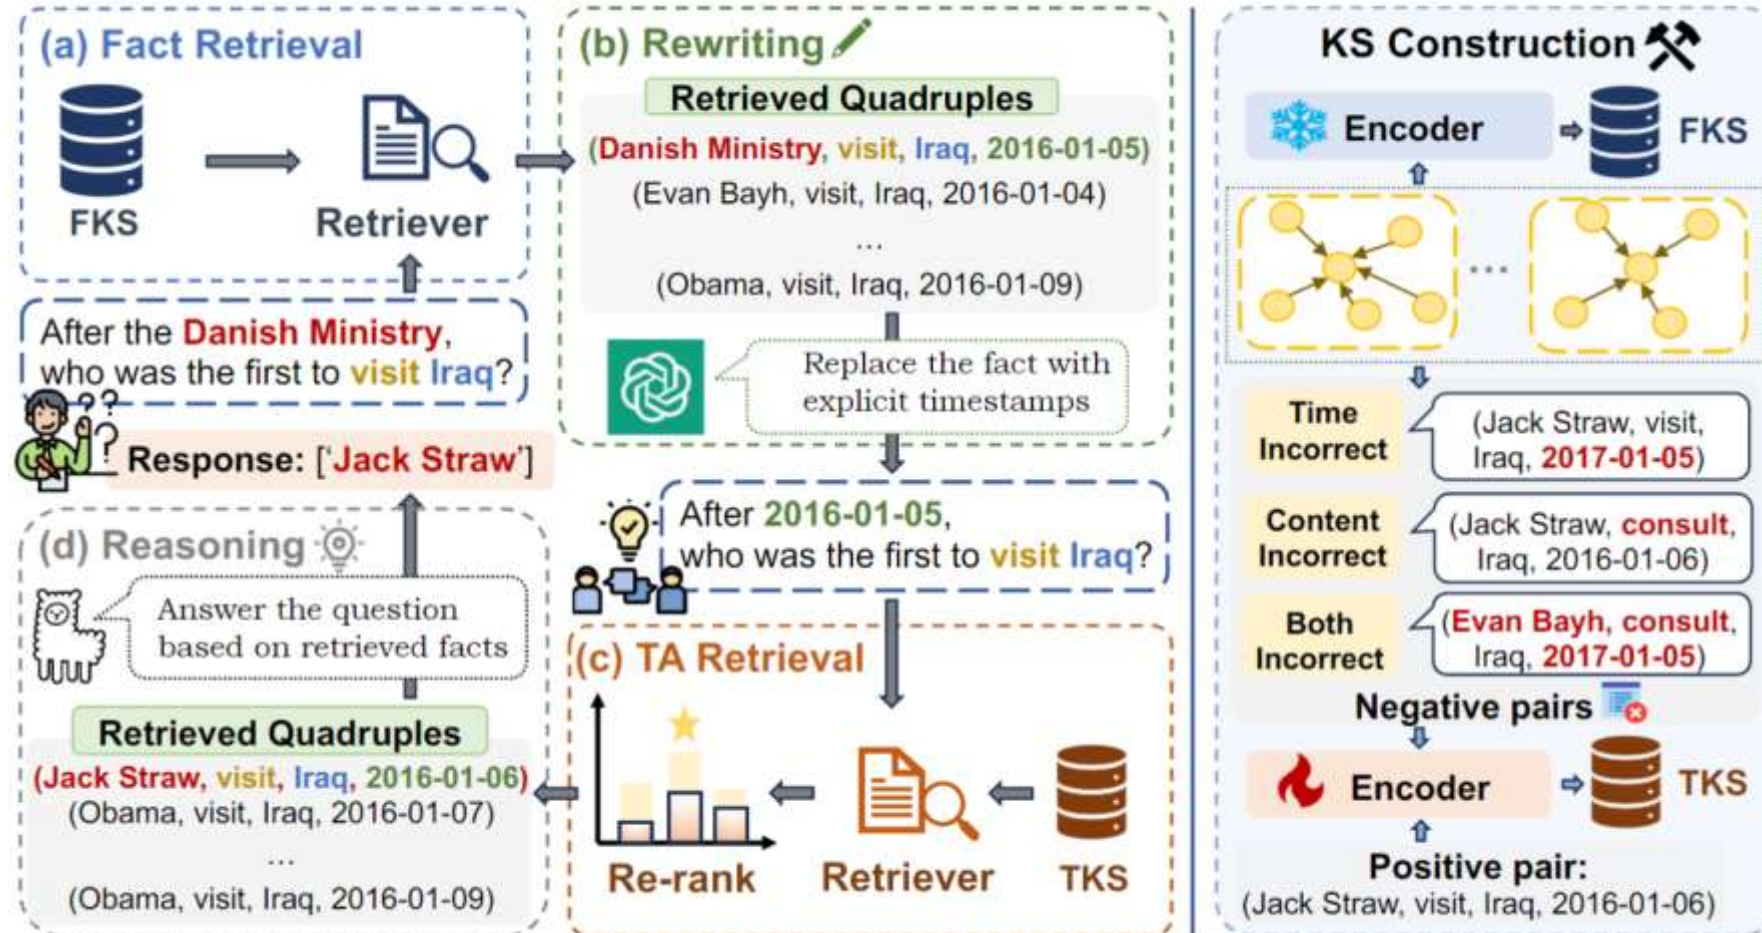 (a) Fact Retrieval
FKS
Retriever
After the Danish Ministry,
who was the first to visit Iraq?
??
?
Response: ['Jack Straw']
(b) Rewriting
Retrieved Quadruples
(Danish Ministry, visit, Iraq, 2016-01-05)
(Evan Bayh, visit, Iraq, 2016-01-04)
...
(Obama, visit, Iraq, 2016-01-09)
Replace the fact with
explicit timestamps
After 2016-01-05,
who was the first to visit Iraq?
(c) TA Retrieval
Re-rank
Retriever
TKS
(d) Reasoning
Answer the question
based on retrieved facts
Retrieved Quadruples
(Jack Straw, visit, Iraq, 2016-01-06)
(Obama, visit, Iraq, 2016-01-07)
...
(Obama, visit, Iraq, 2016-01-09)
KS Construction
Encoder
FKS
...
Time
Incorrect
(Jack Straw, visit,
Iraq, 2017-01-05)
Content
Incorrect
(Jack Straw, consult,
Iraq, 2016-01-06)
Both
Incorrect
(Evan Bayh, consult,
Iraq, 2017-01-05)
Negative pairs
Encoder
TKS
Positive pair:
(Jack Straw, visit, Iraq, 2016-01-06)